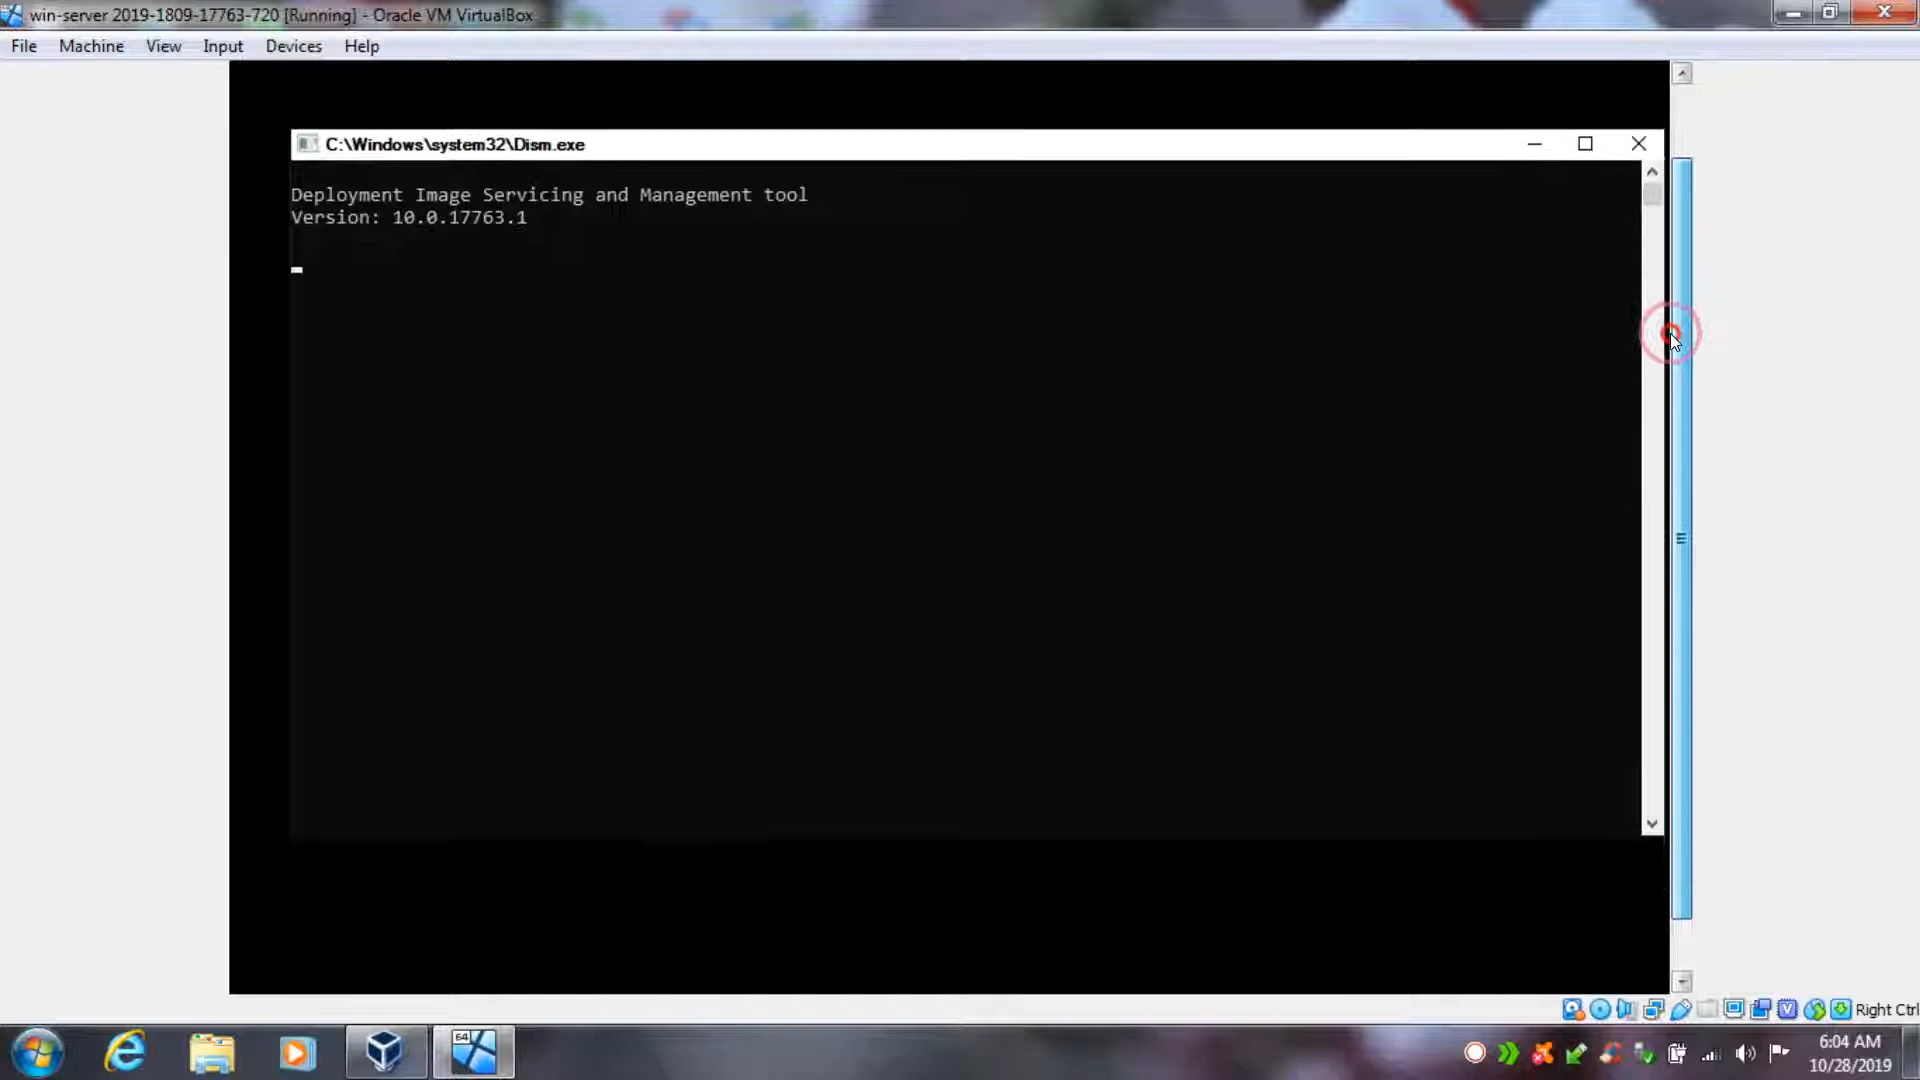 win-server 2019-1809-17763-720 [Running] - Oracle VM VirtualBox
File Machine View Input Devices Help
C:\Windows\system32\Dism.exe
Deployment Image Servicing and Management tool
Version: 10.0.17763.1
Right Ctrl
64
6:04 AM
10/28/2019